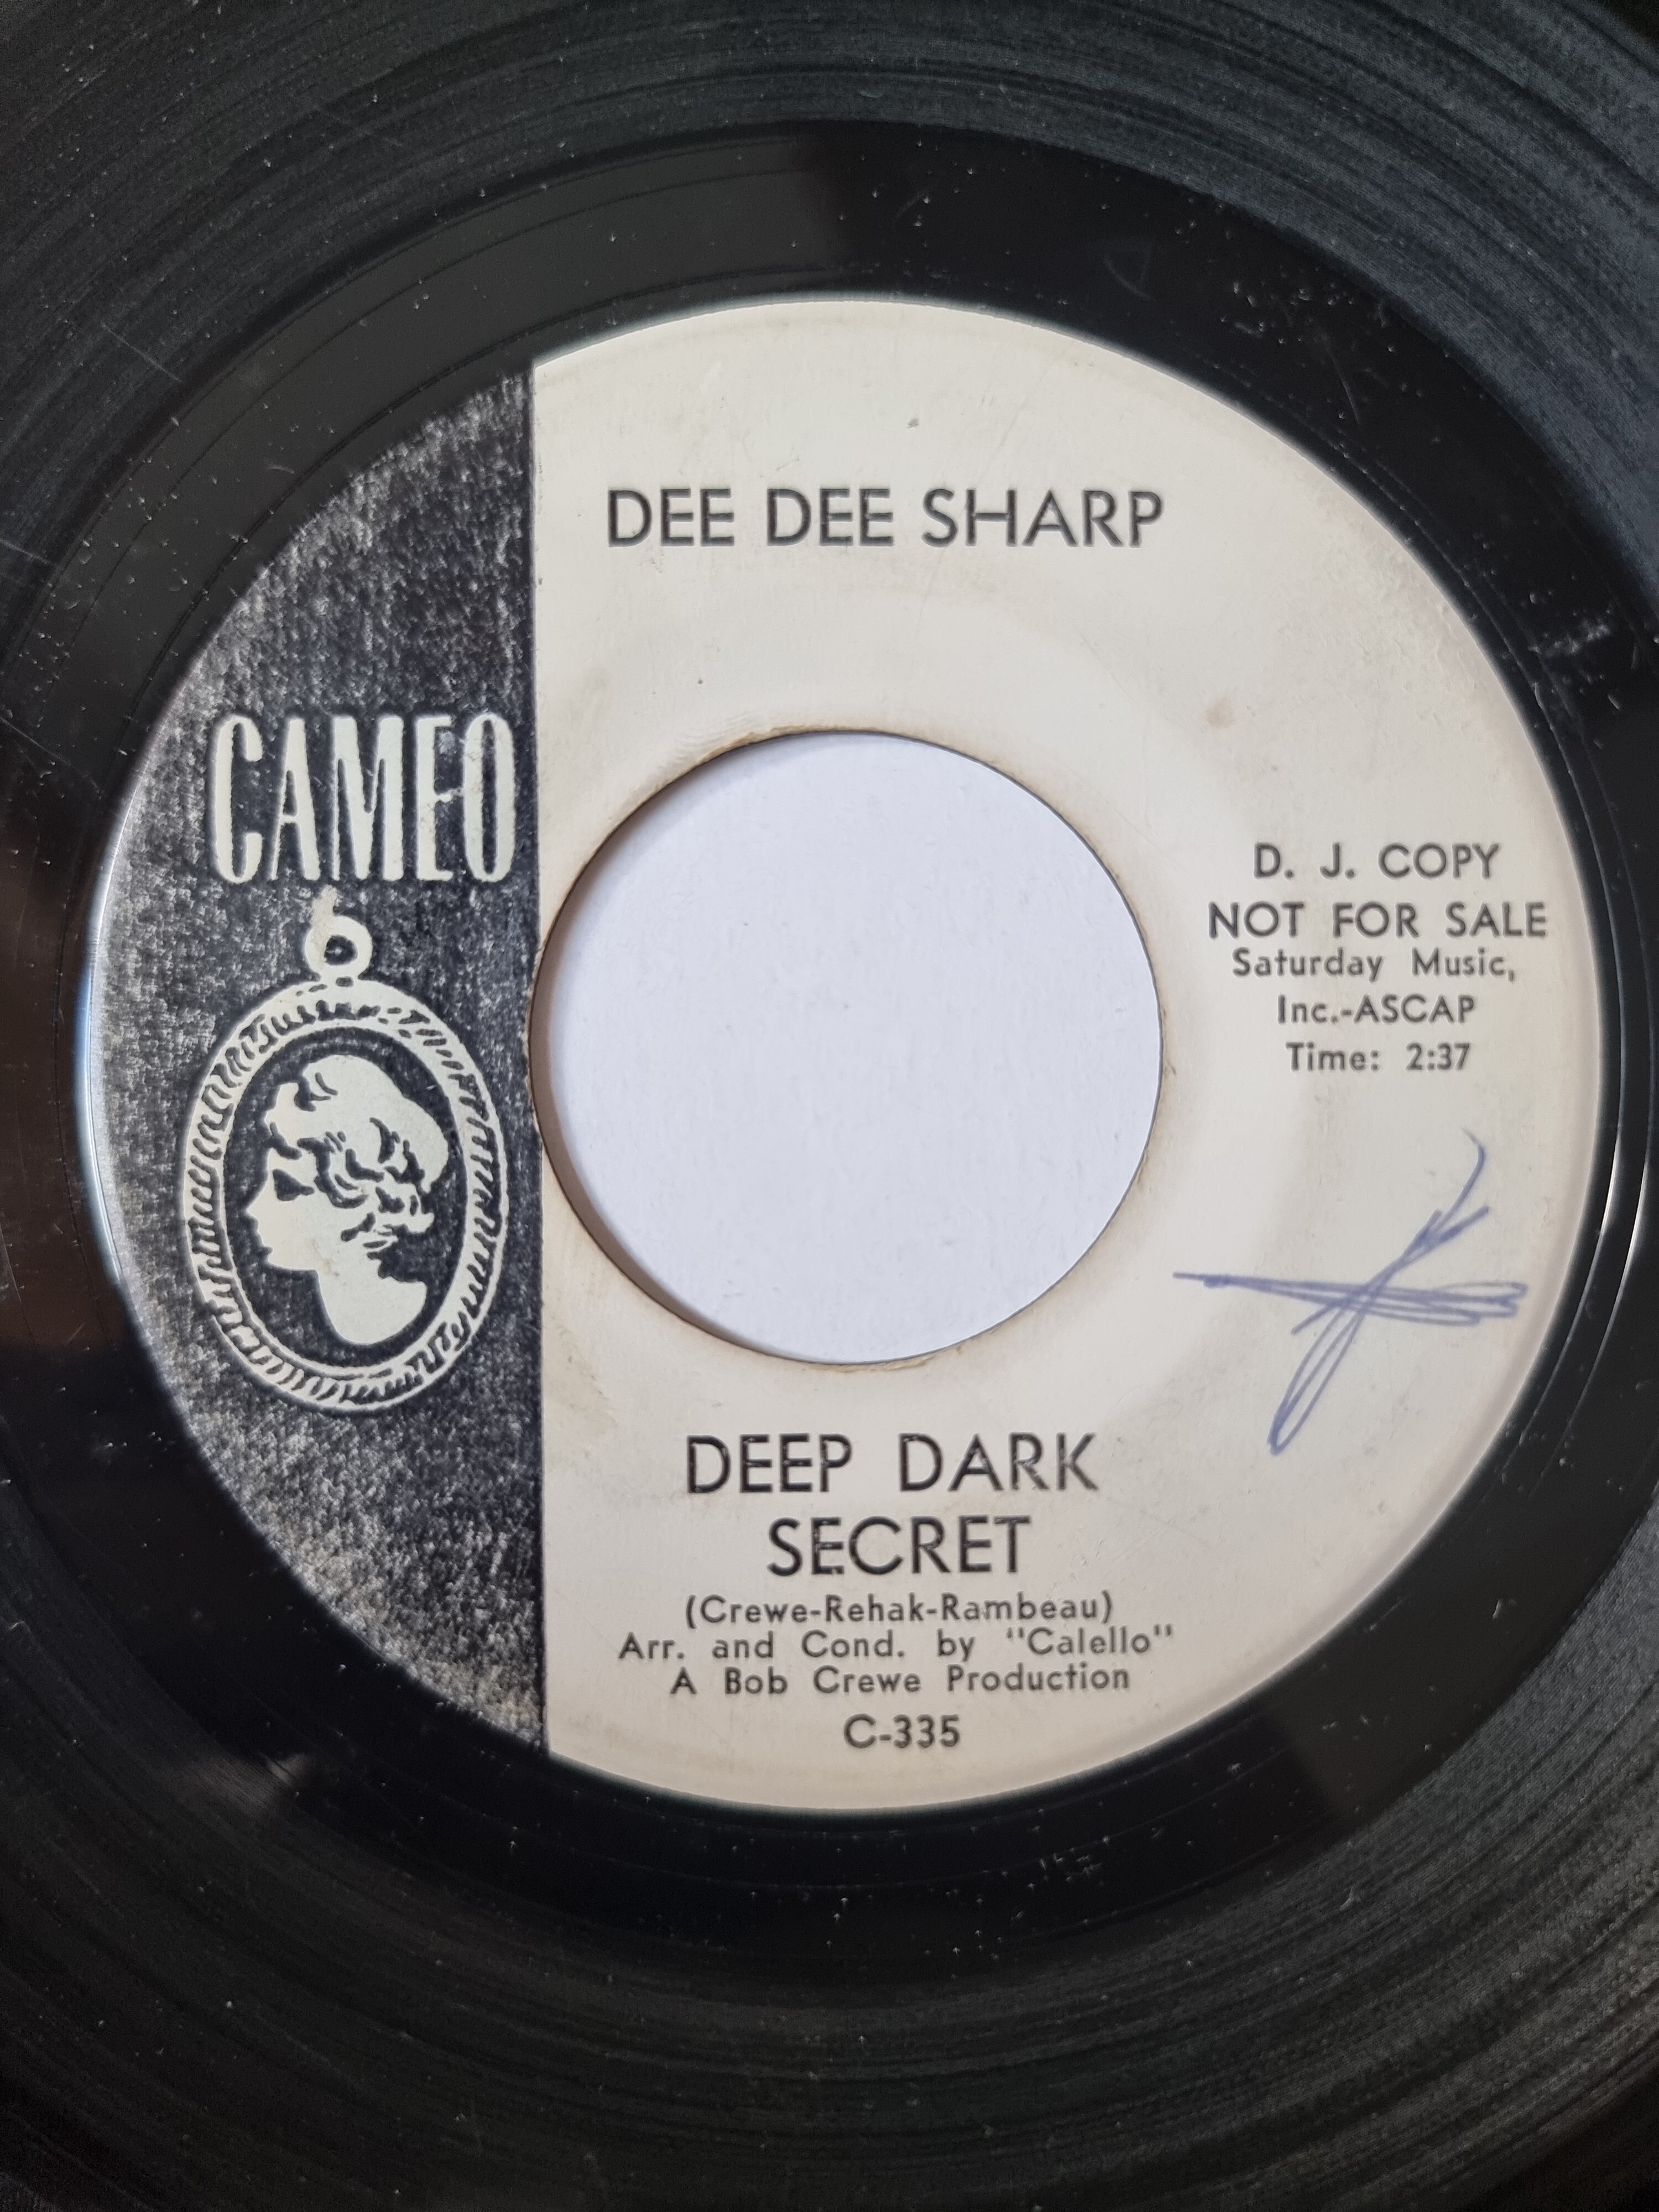 DEE DEE SHARP
CAMEO
D. J. COPY
NOT FOR SALE
Saturday Music,
Inc.-ASCAP
Time: 2:37
DEEP DARK
SECRET
(Crewe-Rehak-Rambeau)
Arr. and Cond. by "Calello"
A Bob Crewe Production
C-335